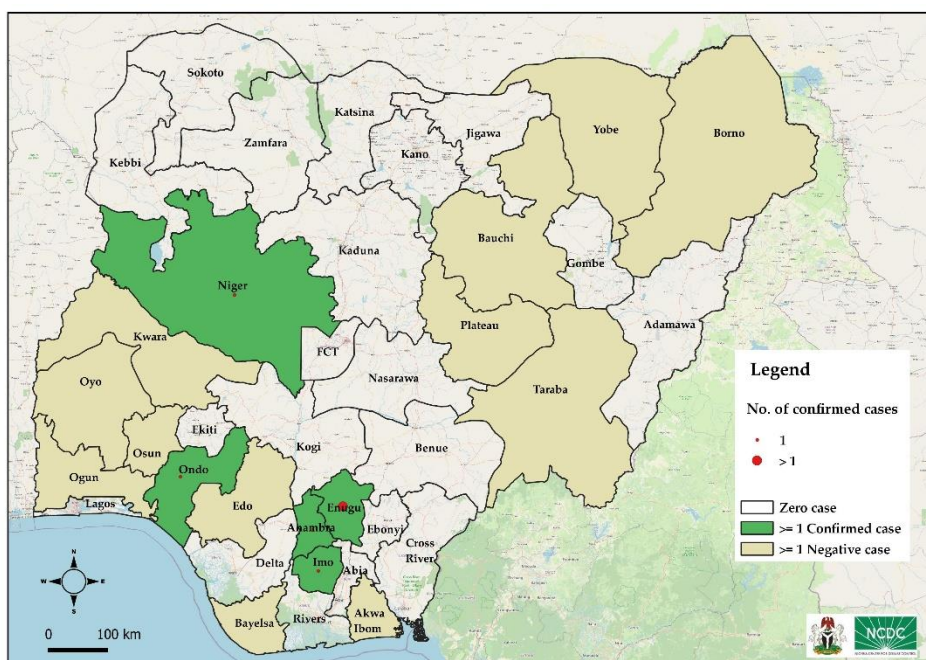 Sokoto
Katsina
Jigawa
Yobe
Borno
Zamfara
Kano
Kebbi
Bauchi
Kaduna
Gombe
Niger
Adamawa
Plateau
Kwara
FCT
Nasarawa
Taraba
Oyo
Ekiti
Kogi
Benue
Osun
Ondo
Ogun
Lagos
Edo
Enugu
Anambra
Ebonyi
Cross
River
Delta
Imo
Abia
Bayelsa
Rivers
Akwa
Ibom
N
W
E
S
0 100 km
Legend
No. of confirmed cases
1
> 1
Zero case
>= 1 Confirmed case
>= 1 Negative case
NCDC